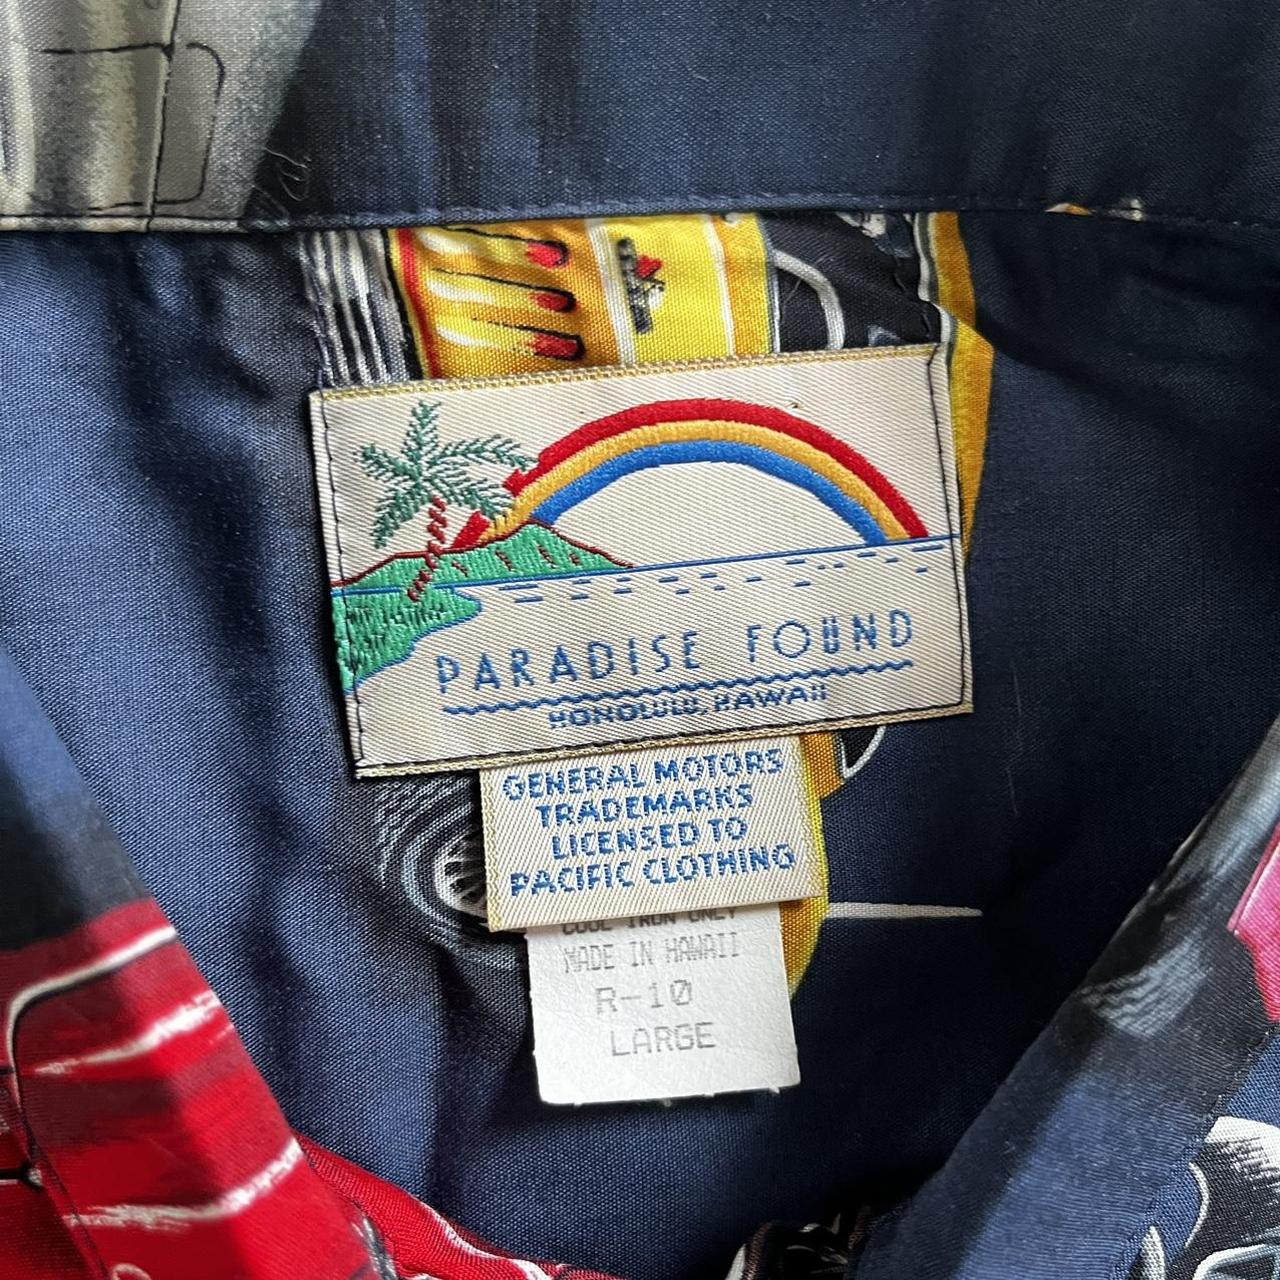 PARADISE FOUND
HONOLULU, HAWAII
GENERAL MOTORS
TRADEMARKS
LICENSED TO
PACIFIC CLOTHING
COOL IRON ONLY
MADE IN HAWAII
R-10
LARGE